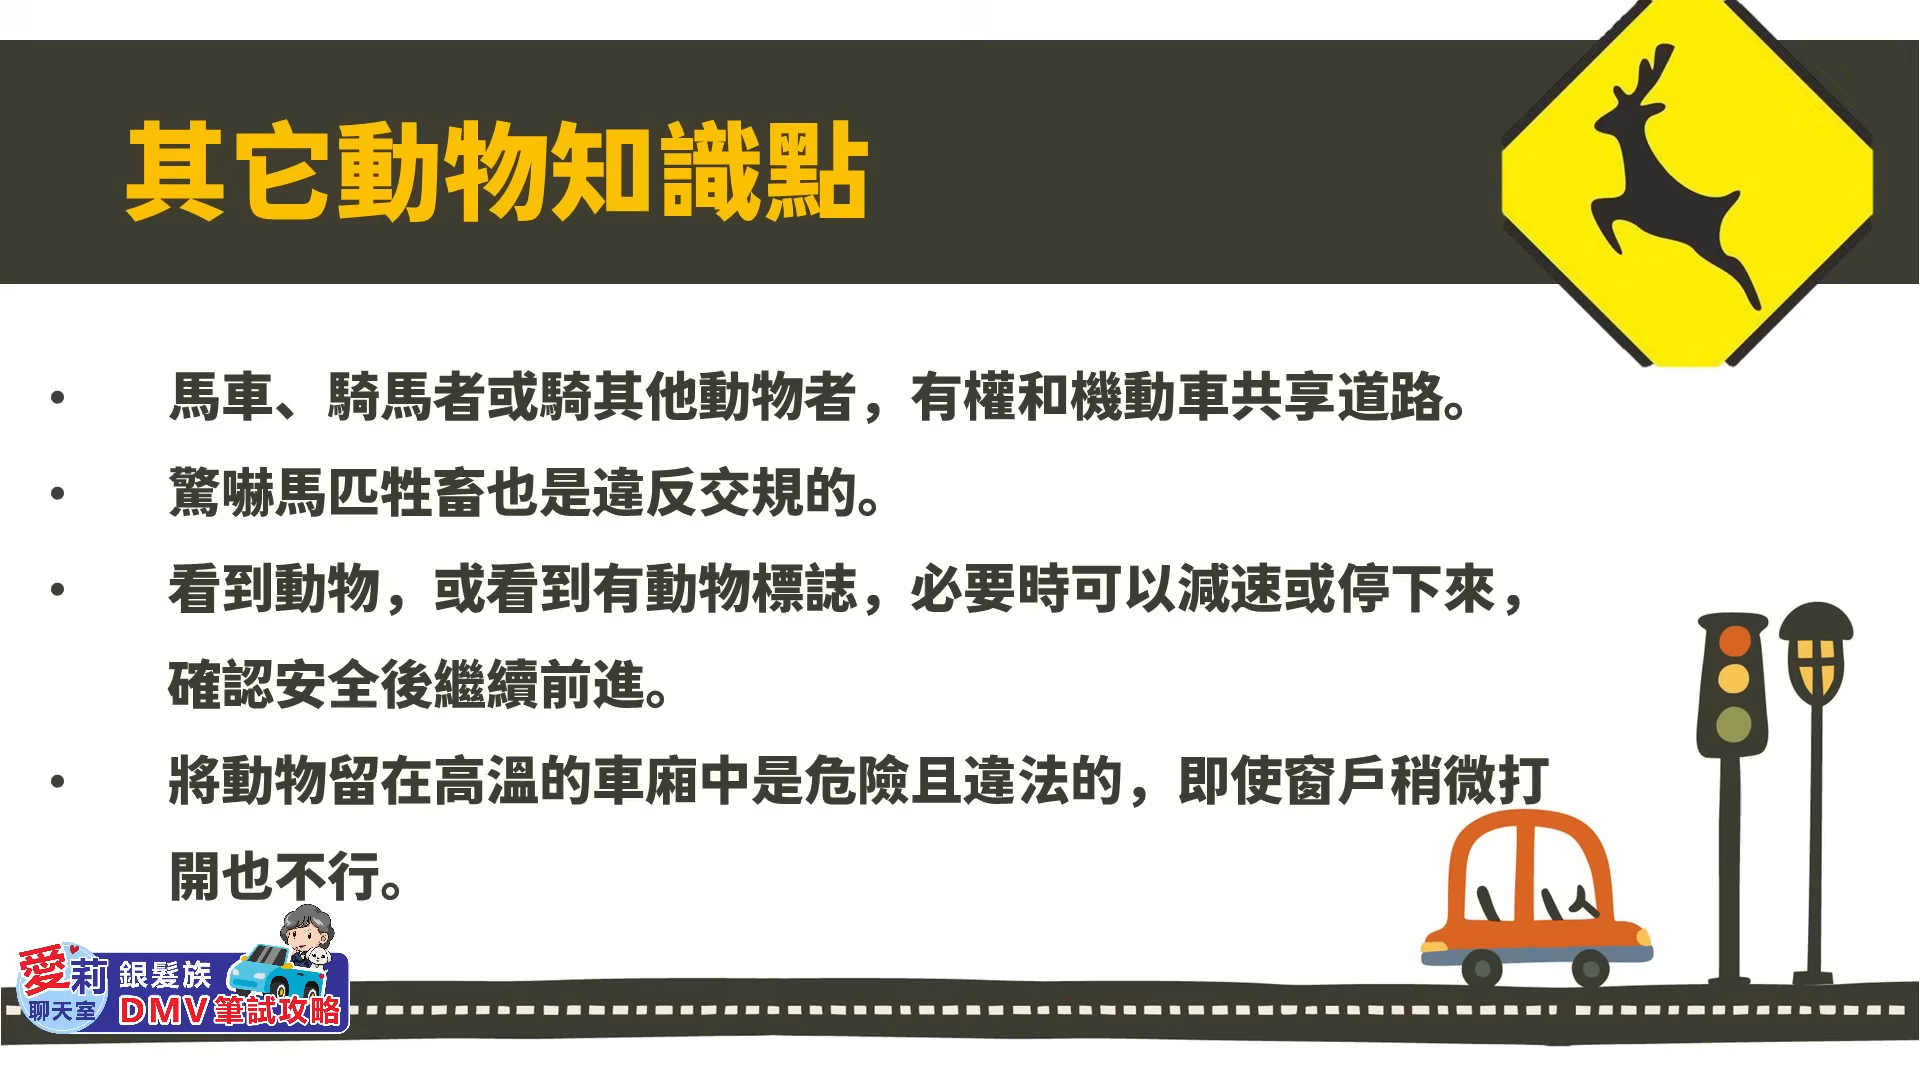 其它動物知識點
• 馬車、騎馬者或騎其他動物者，有權和機動車共享道路。
• 驚嚇馬匹牲畜也是違反交規的。
• 看到動物，或看到有動物標誌，必要時可以減速或停下來，
確認安全後繼續前進。
• 將動物留在高溫的車廂中是危險且違法的，即使窗戶稍微打
開也不行。
愛莉
聊天室
銀髮族
DMV筆試攻略